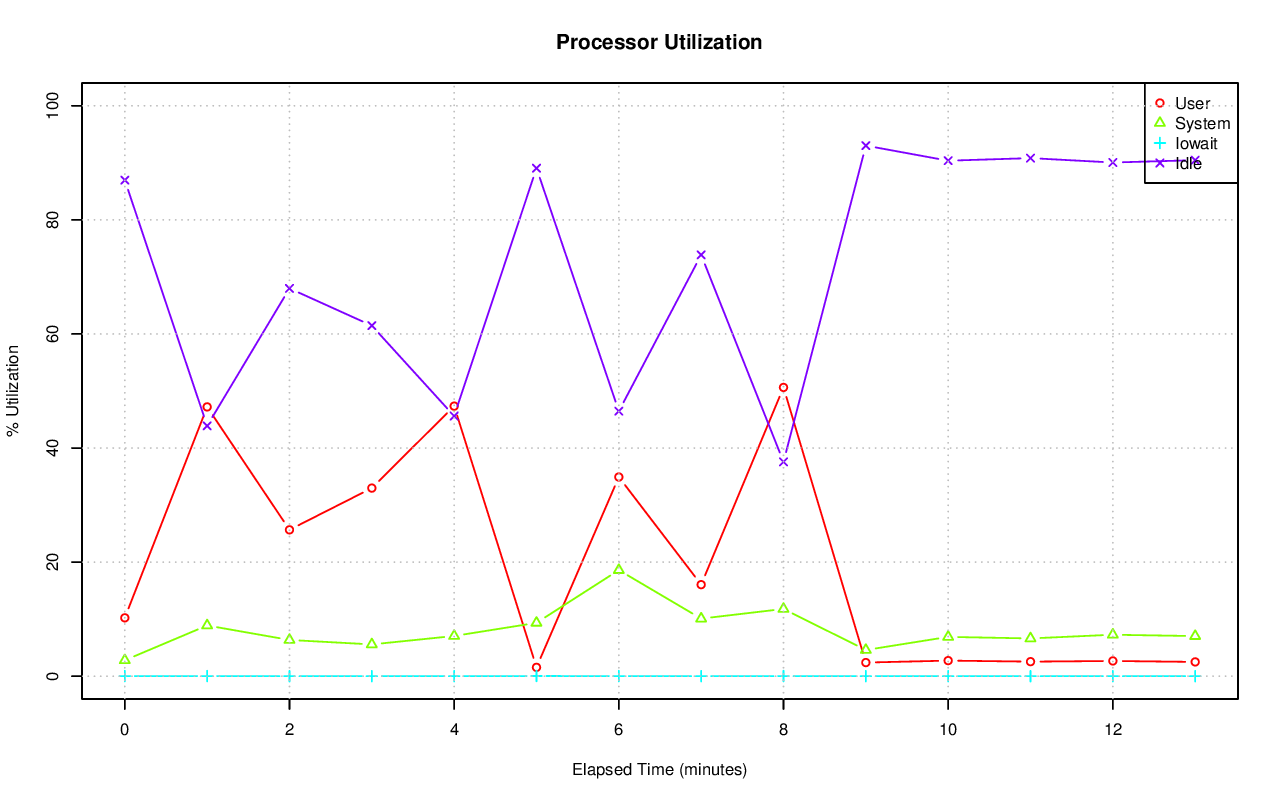 Processor Utilization
% Utilization
100
80
60
40
20
0
User
System
Iowait
Idle
0 2 4 6 8 10 12
Elapsed Time (minutes)